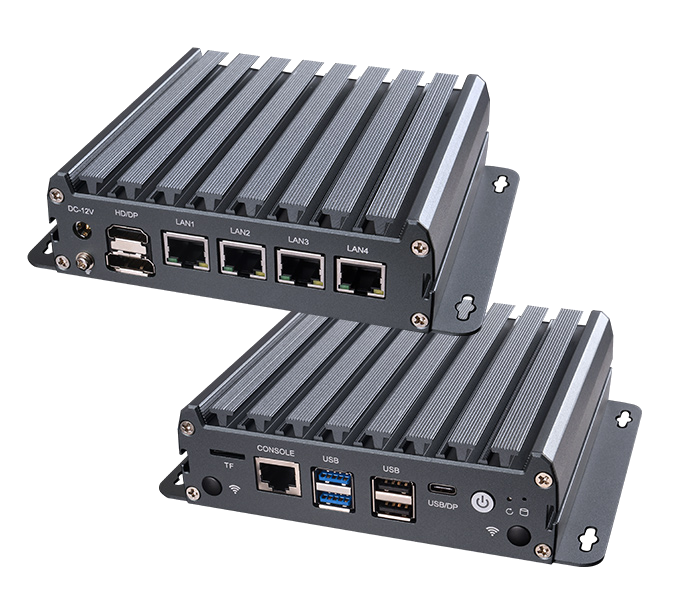 DC-12V
HD/DP
LAN1
LAN2
LAN3
LAN4
TF
CONSOLE
USB
USB
USB/DP